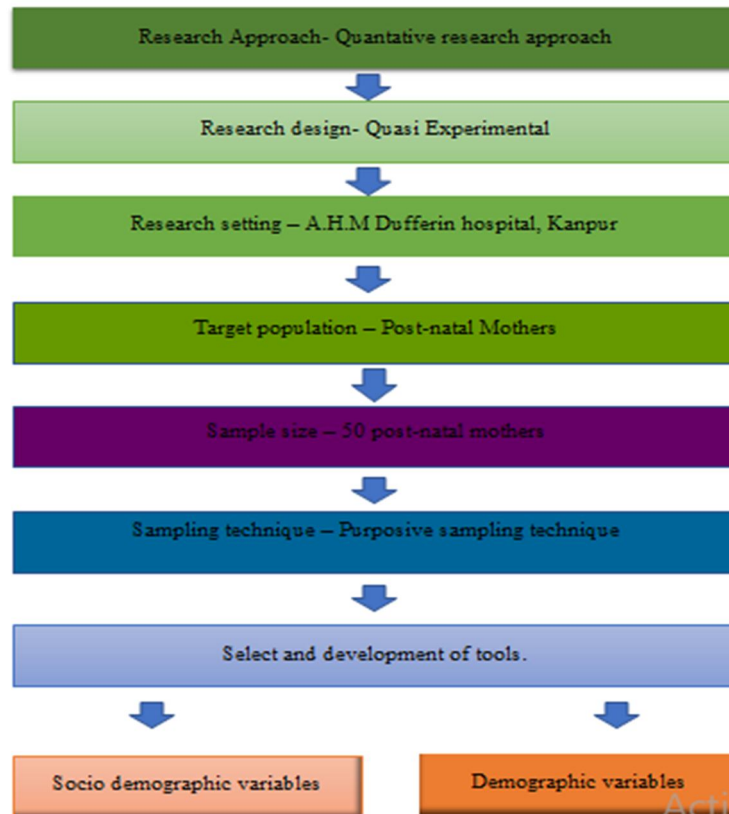 Research Approach- Quantative research approach
Research design- Quasi Experimental
Research setting – A.H.M Dufferin hospital, Kanpur
Target population – Post-natal Mothers
Sample size – 50 post-natal mothers
Sampling technique – Purposive sampling technique
Select and development of tools.
Socio demographic variables
Demographic variables
Acti